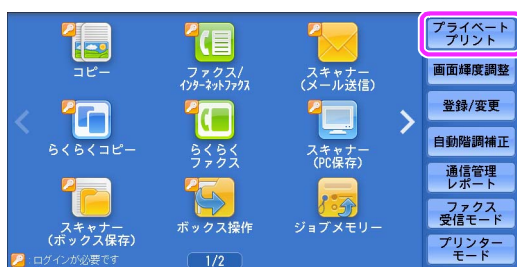 コピー
ファクス/
インターネットファクス
スキャナー
(メール送信)
らくらくコピー
らくらく
ファクス
スキャナー
(PC保存)
スキャナー
(ボックス保存)
ボックス操作
ジョブメモリー
:ログインが必要です
1/2
プライベート
プリント
画面輝度調整
登録/変更
自動階調補正
通信管理
レポート
ファクス
受信モード
プリンター
モード